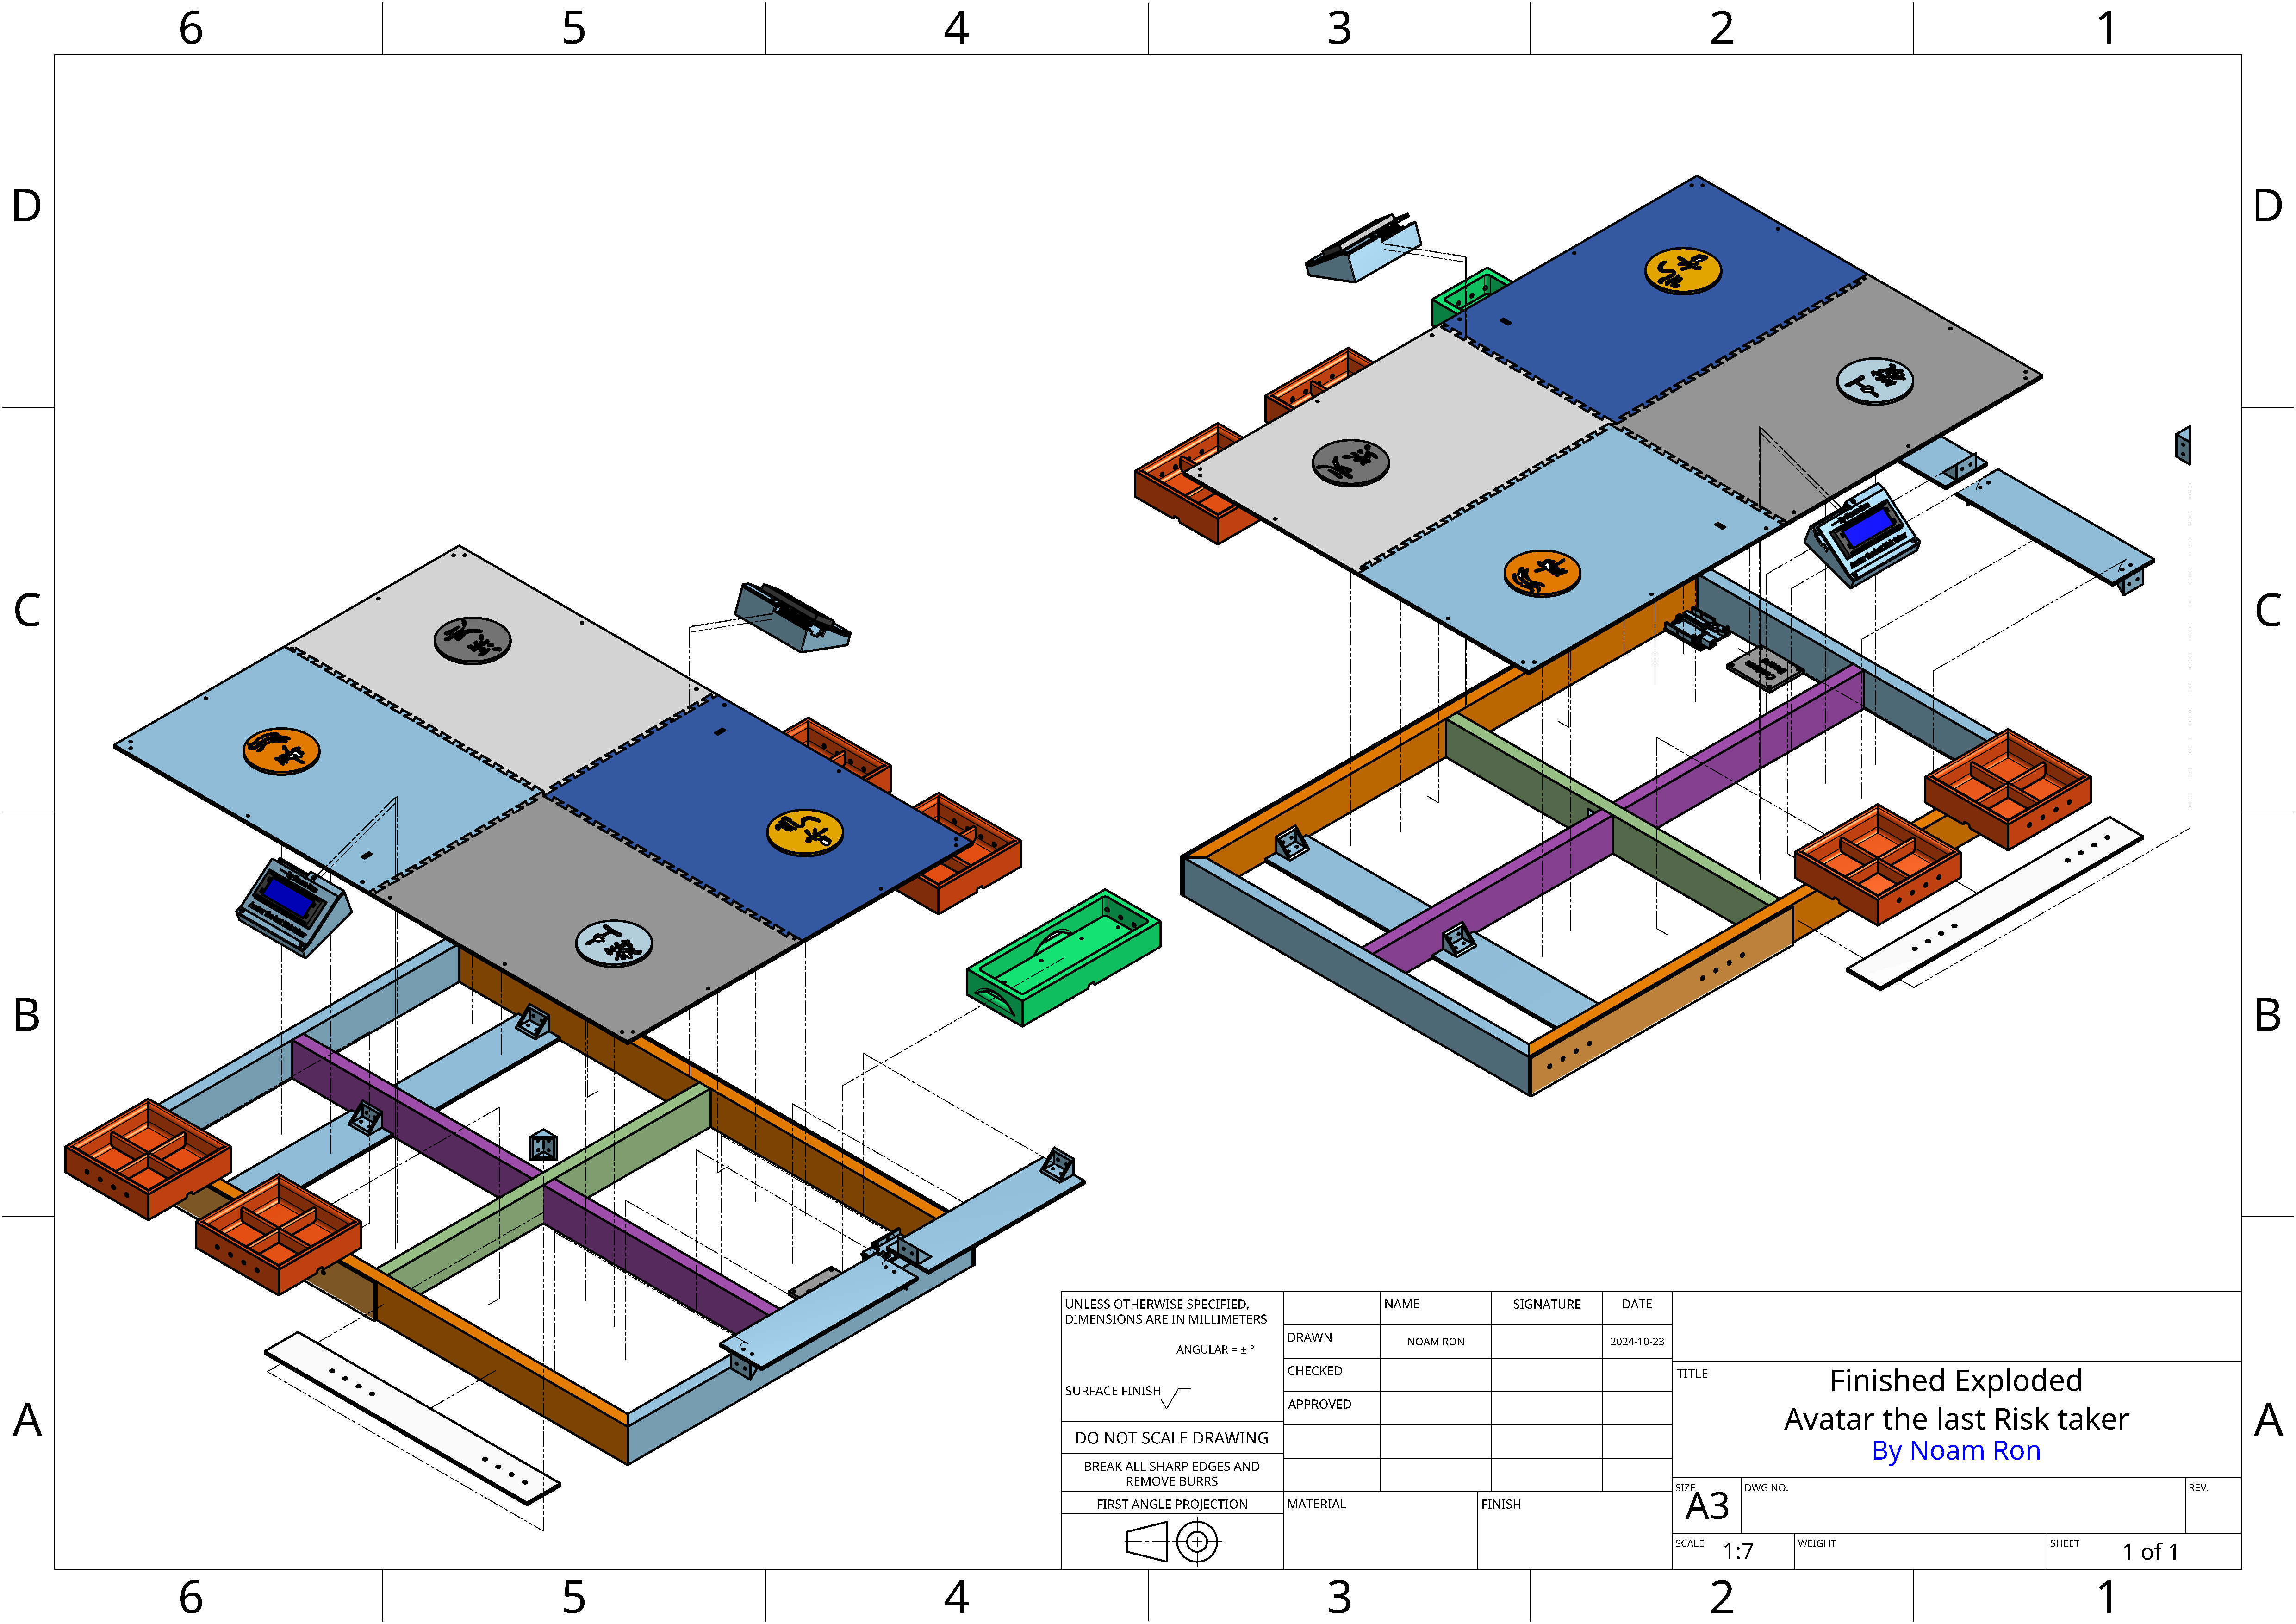 6 5 4 3 2 1
D D
C C
B B
A A
UNLESS OTHERWISE SPECIFIED,
DIMENSIONS ARE IN MILLIMETERS
ANGULAR = ± °
SURFACE FINISH
DO NOT SCALE DRAWING
BREAK ALL SHARP EDGES AND
REMOVE BURRS
FIRST ANGLE PROJECTION
NAME SIGNATURE DATE
DRAWN NOAM RON 2024-10-23
CHECKED
APPROVED
MATERIAL FINISH
TITLE
Finished Exploded
Avatar the last Risk taker
By Noam Ron
SIZE
A3
DWG NO.
REV.
SCALE 1:7
WEIGHT
SHEET 1 of 1
6 5 4 3 2 1